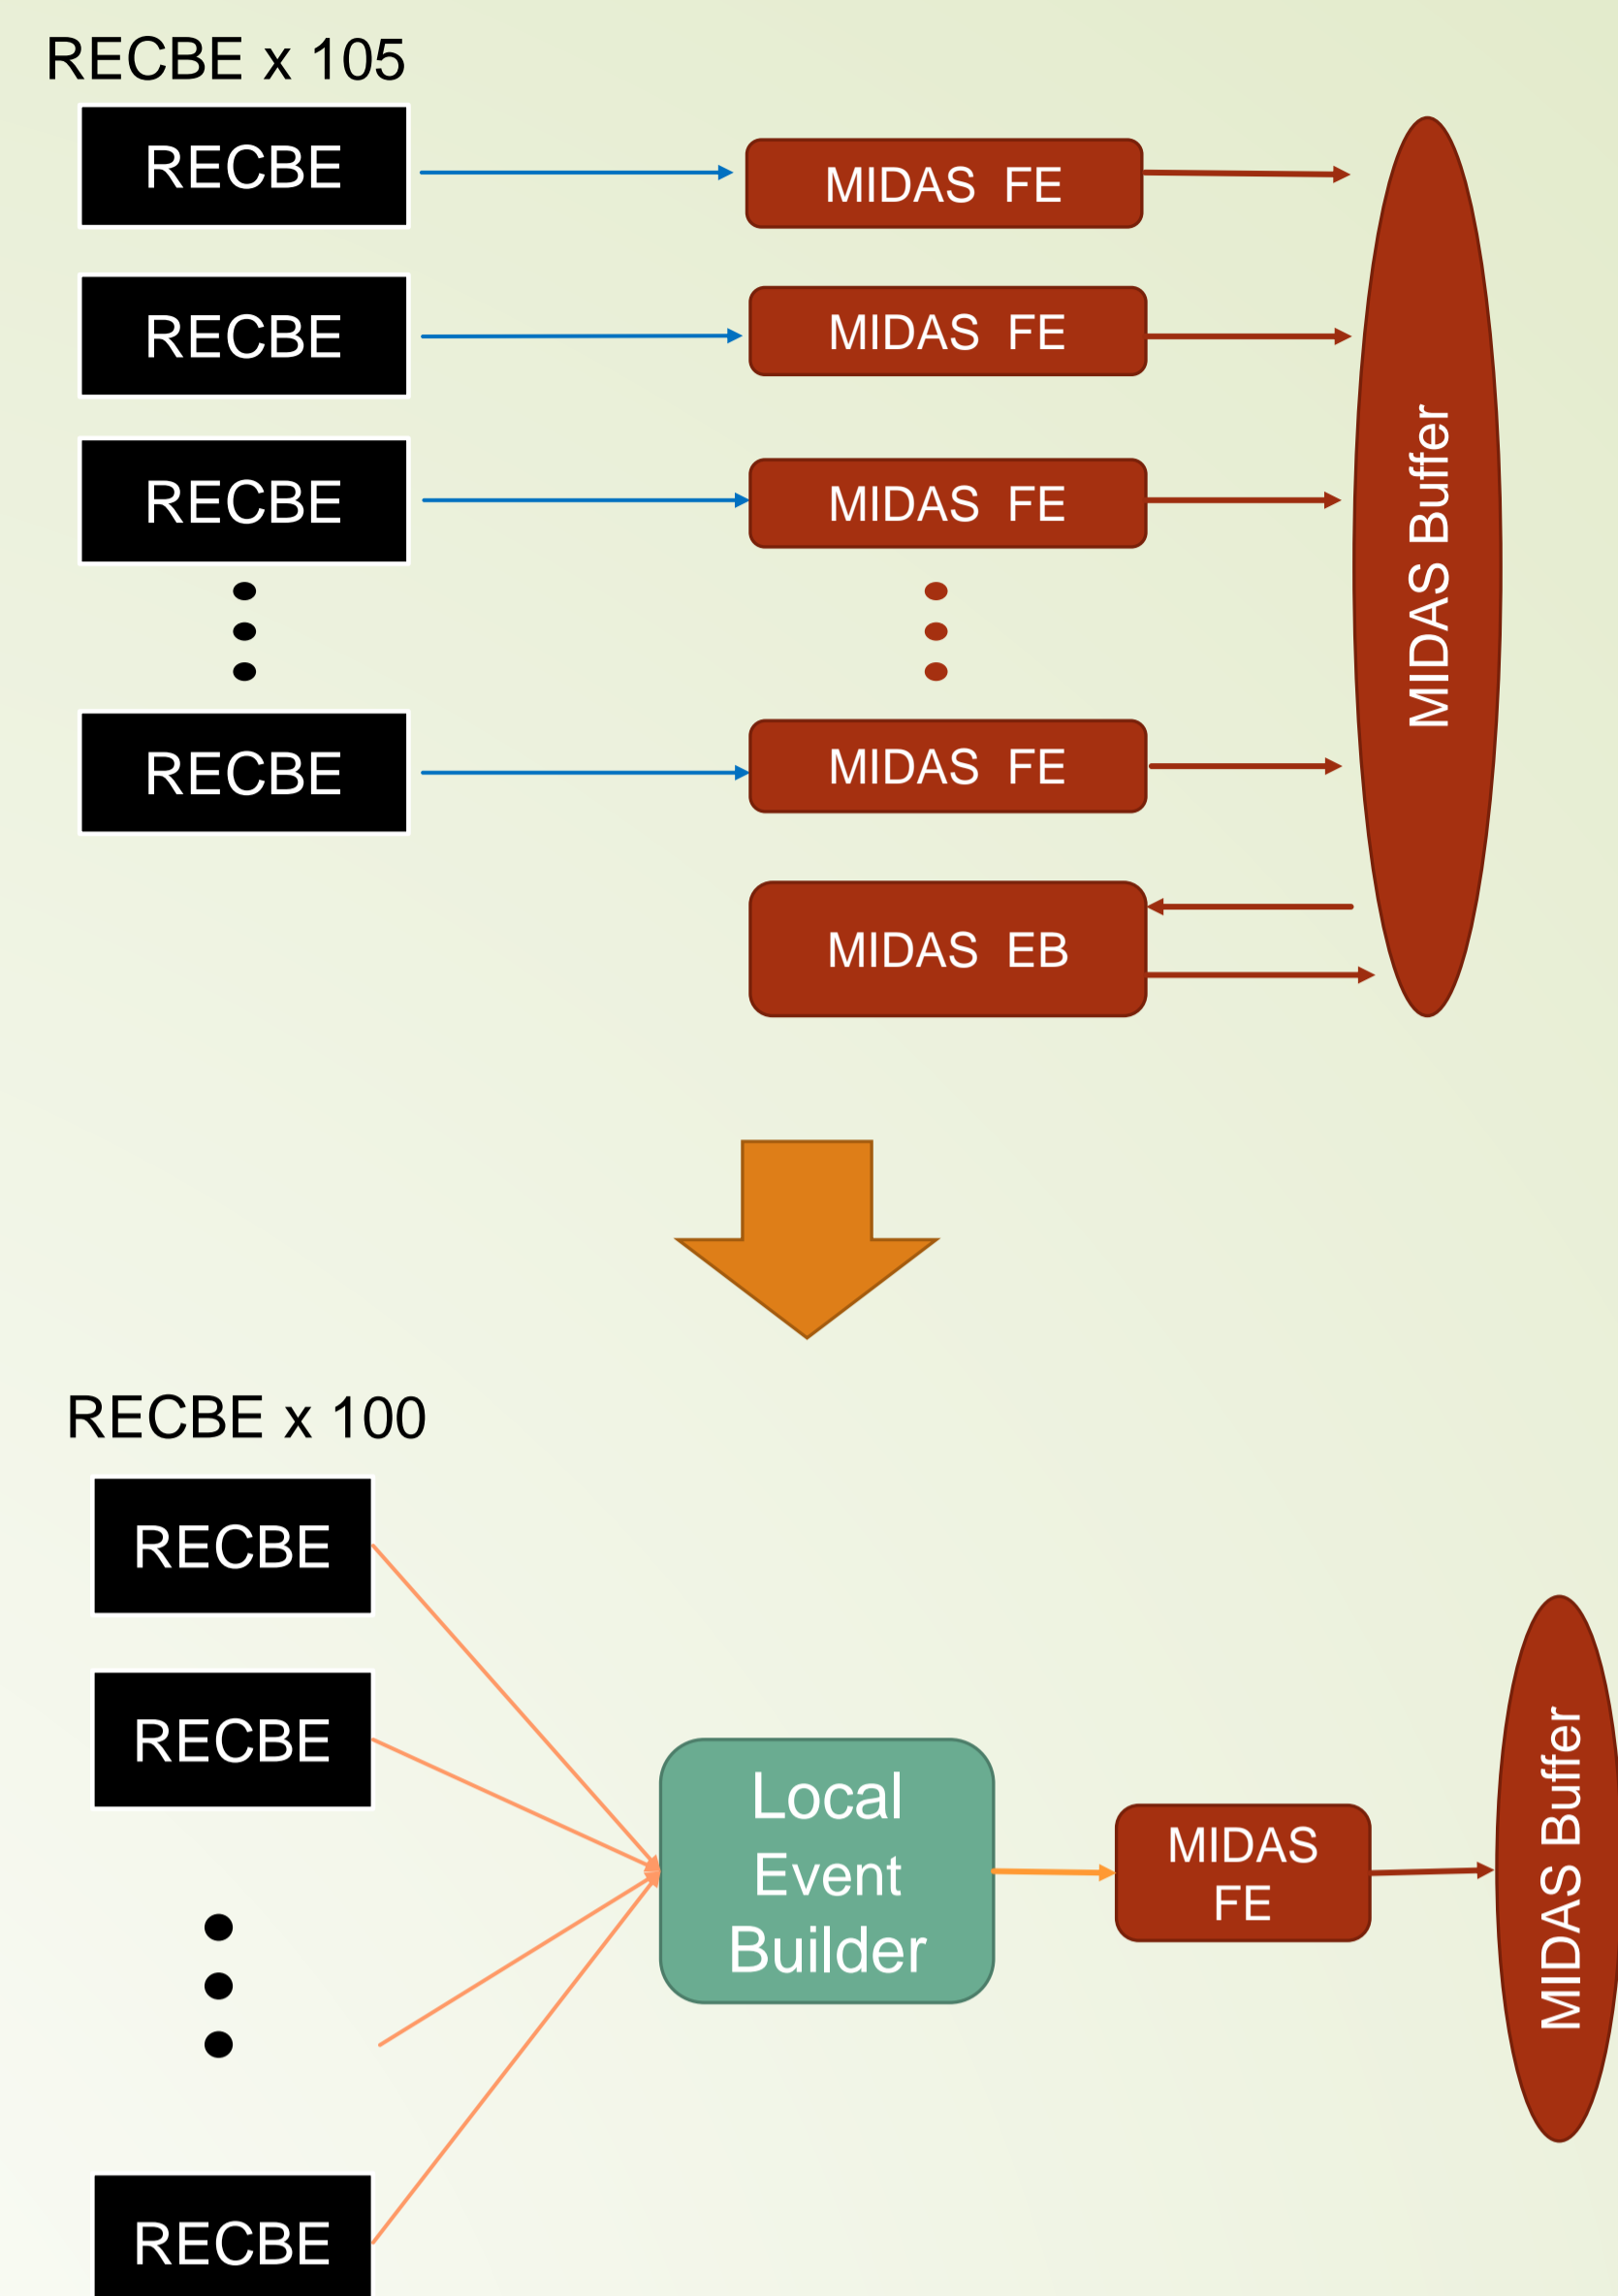 RECBE x 105
RECBE
MIDAS FE
RECBE
MIDAS FE
RECBE
MIDAS FE
MIDAS Buffer
RECBE
MIDAS FE
MIDAS EB
RECBE x 100
RECBE
RECBE
Local
Event
Builder
MIDAS
FE
MIDAS Buffer
RECBE